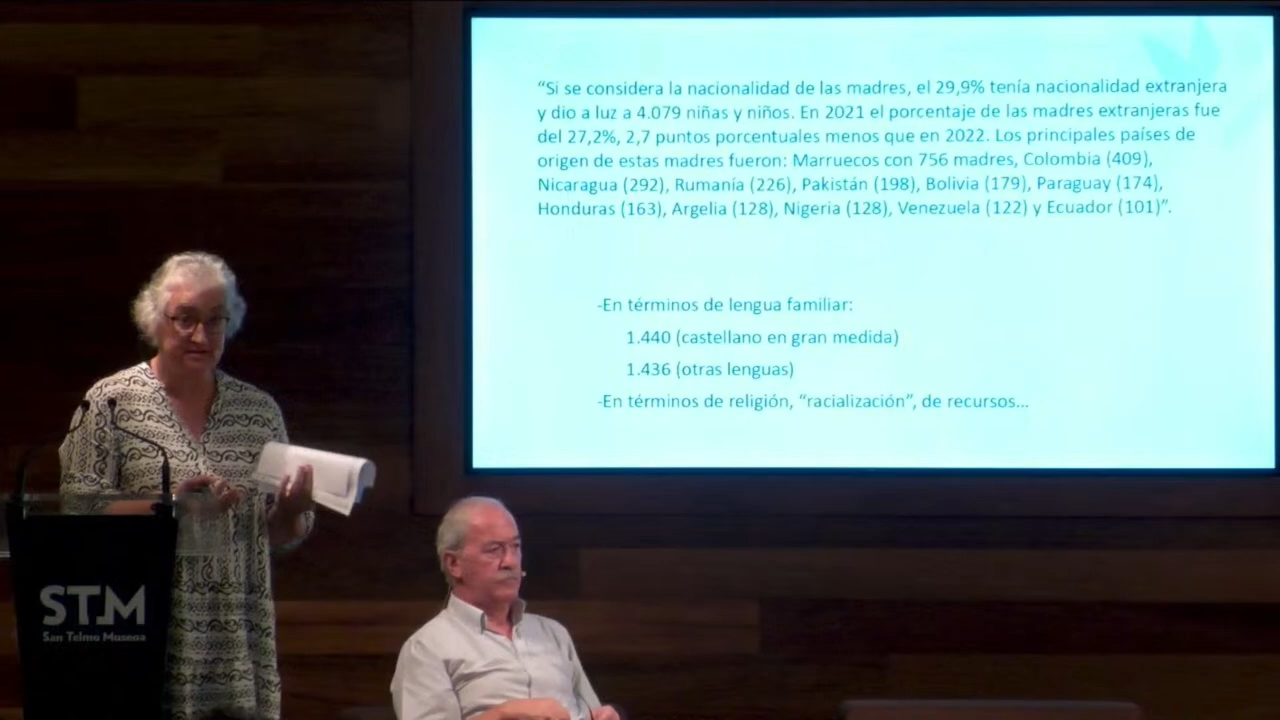 “Si se considera la nacionalidad de las madres, el 29,9% tenía nacionalidad extranjera
y dio a luz a 4.079 niñas y niños. En 2021 el porcentaje de las madres extranjeras fue
del 27,2%, 2,7 puntos porcentuales menos que en 2022. Los principales países de
origen de estas madres fueron: Marruecos con 756 madres, Colombia (409),
Nicaragua (292), Rumanía (226), Pakistán (198), Bolivia (179), Paraguay (174),
Honduras (163), Argelia (128), Nigeria (128), Venezuela (122) y Ecuador (101)”.
-En términos de lengua familiar:
1.440 (castellano en gran medida)
1.436 (otras lenguas)
-En términos de religión, “racialización”, de recursos…
STM
San Telmo Museoa